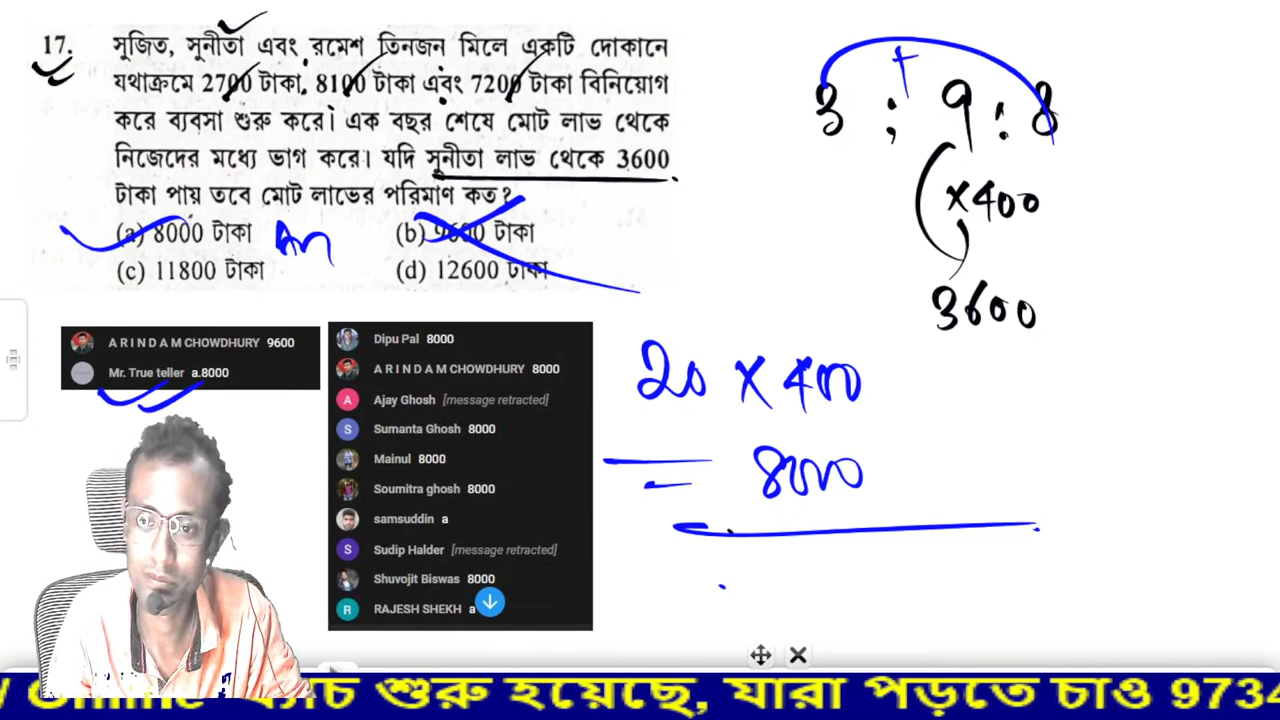 17. সুজিত, সুনীতা এবং রমেশ তিনজন মিলে একটি দোকানে
যথাক্রমে 2700 টাকা, 8100 টাকা এবং 7200 টাকা বিনিয়োগ
করে ব্যবসা শুরু করে। এক বছর শেষে মোট লাভ থেকে
নিজেদের মধ্যে ভাগ করে। যদি সুনীতা লাভ থেকে 3600
টাকা পায় তবে মোট লাভের পরিমাণ কত?
(a) 8000 টাকা
An
(b) 9600 টাকা
(c) 11800 টাকা
(d) 12600 টাকা
3 : 9 : 8
+
×400
3600
20 × 400
= 8000
A R I N D A M CHOWDHURY 9600
Mr. True teller a.8000
Dipu Pal 8000
A R I N D A M CHOWDHURY 8000
A Ajay Ghosh [message retracted]
S Sumanta Ghosh 8000
Mainul 8000
Soumitra ghosh 8000
samsuddin a
S Sudip Halder [message retracted]
Shuvojit Biswas 8000
R RAJESH SHEKH a
শুরু হয়েছে, যারা পড়তে চাও 9734